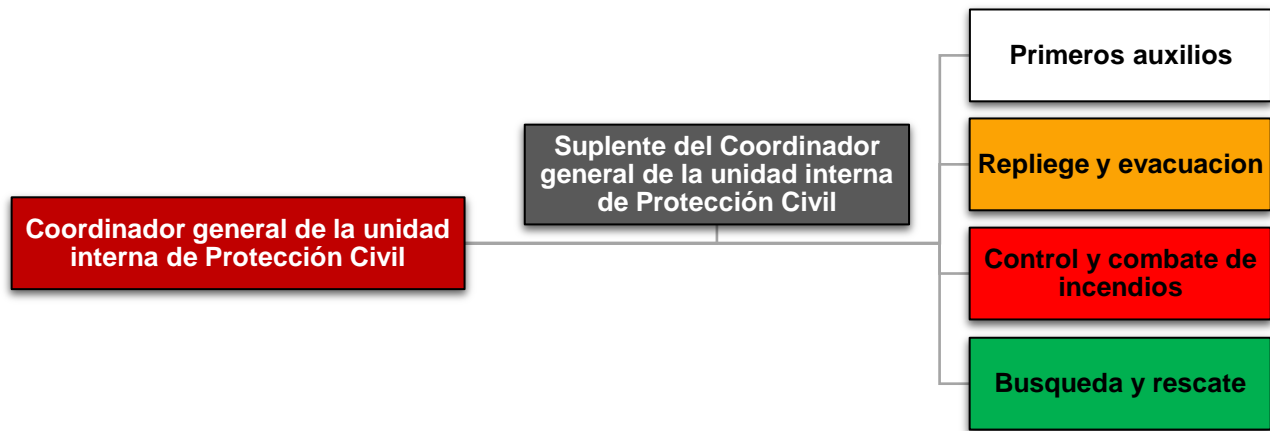 Primeros auxilios
Suplente del Coordinador
general de la unidad interna
de Protección Civil
Repliege y evacuacion
Coordinador general de la unidad
interna de Protección Civil
Control y combate de
incendios
Busqueda y rescate